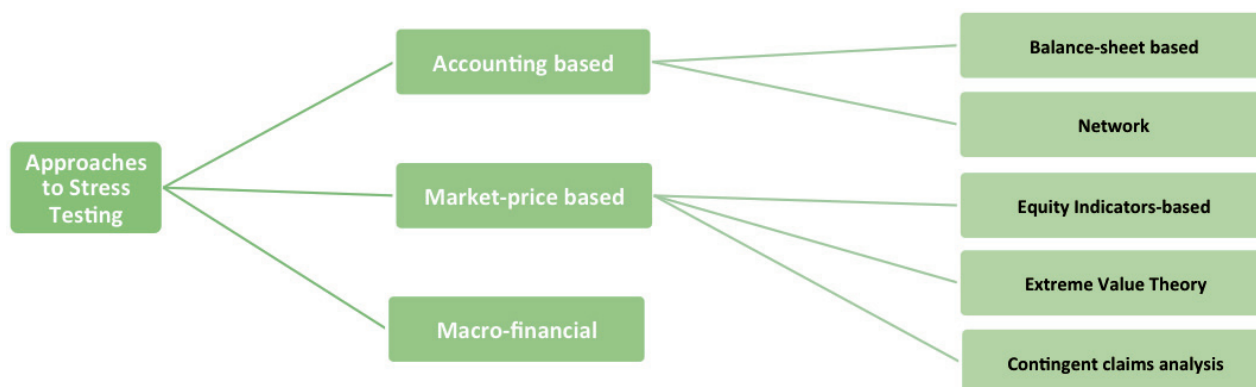 Approaches
to Stress
Testing
Accounting based
Market-price based
Macro-financial
Balance-sheet based
Network
Equity Indicators-based
Extreme Value Theory
Contingent claims analysis